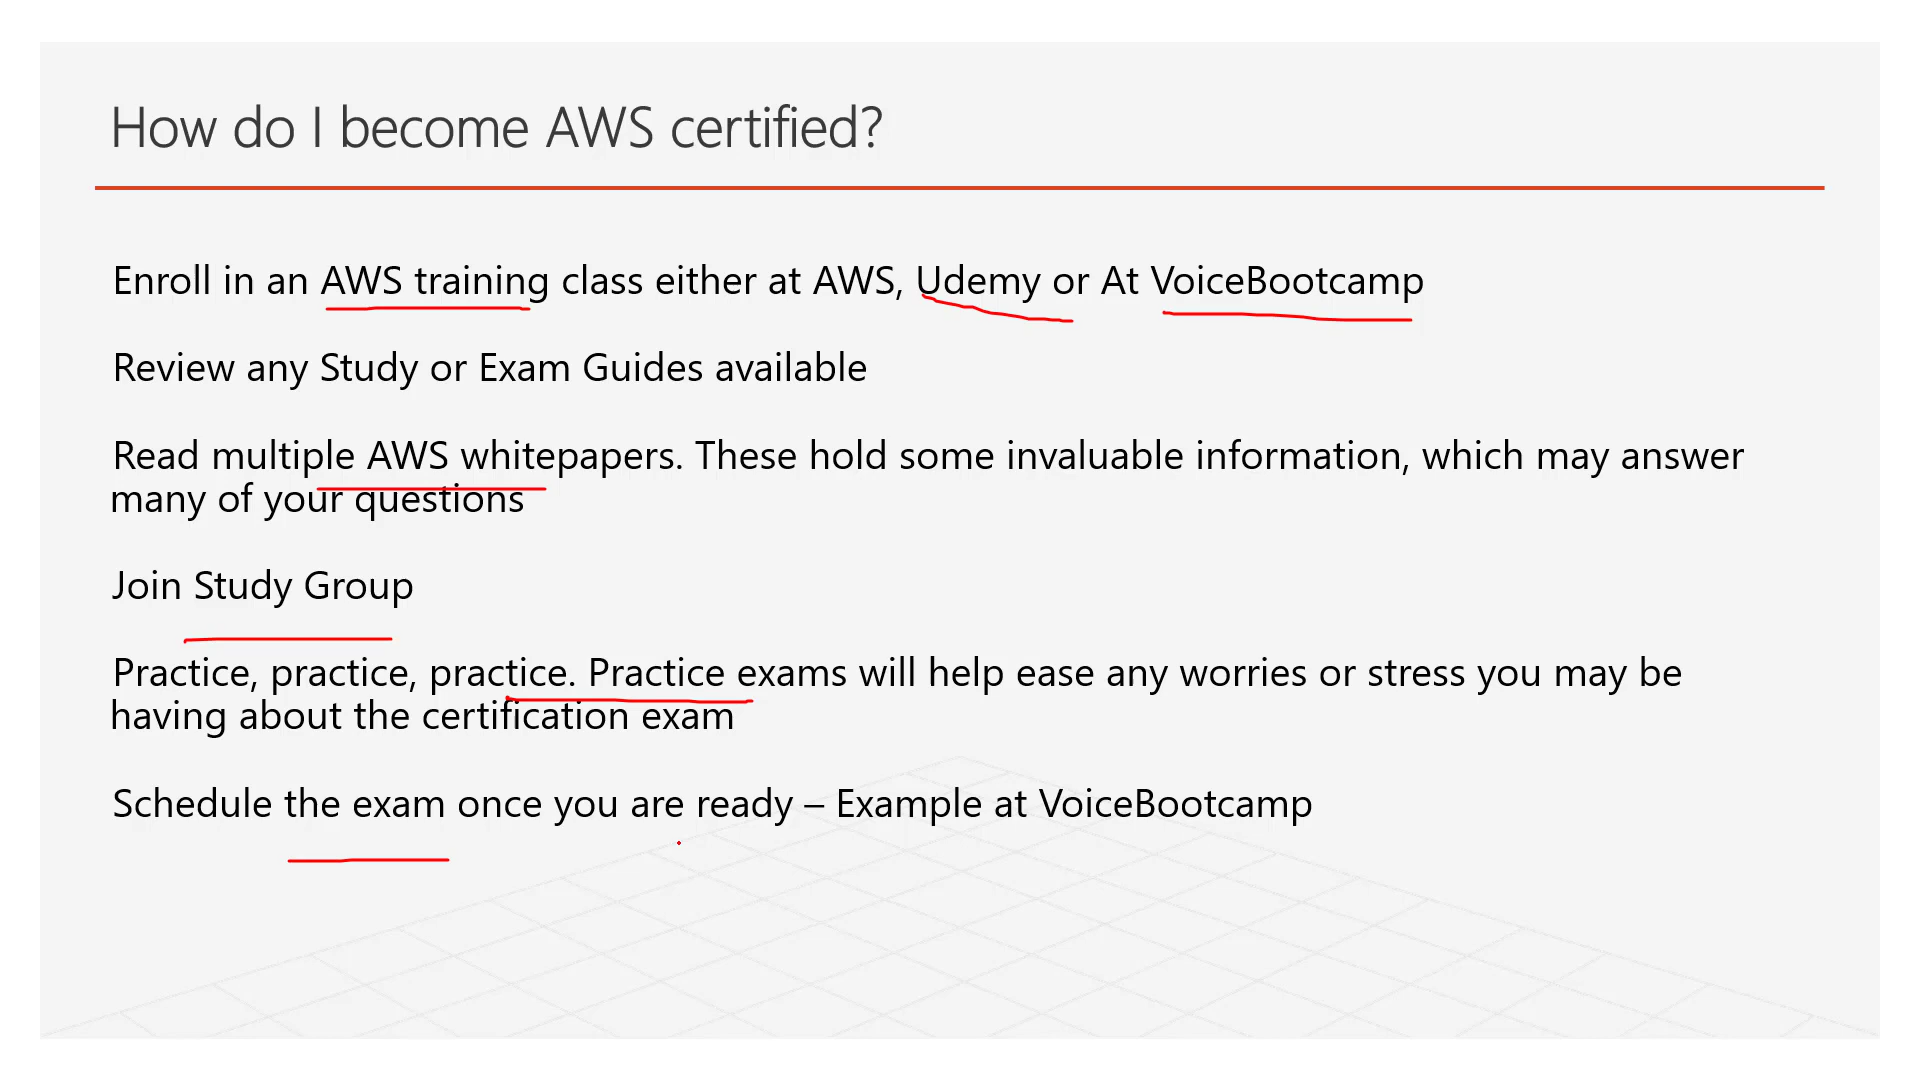 How do I become AWS certified?
Enroll in an AWS training class either at AWS, Udemy or At VoiceBootcamp
Review any Study or Exam Guides available
Read multiple AWS whitepapers. These hold some invaluable information, which may answer
many of your questions
Join Study Group
Practice, practice, practice. Practice exams will help ease any worries or stress you may be
having about the certification exam
Schedule the exam once you are ready – Example at VoiceBootcamp